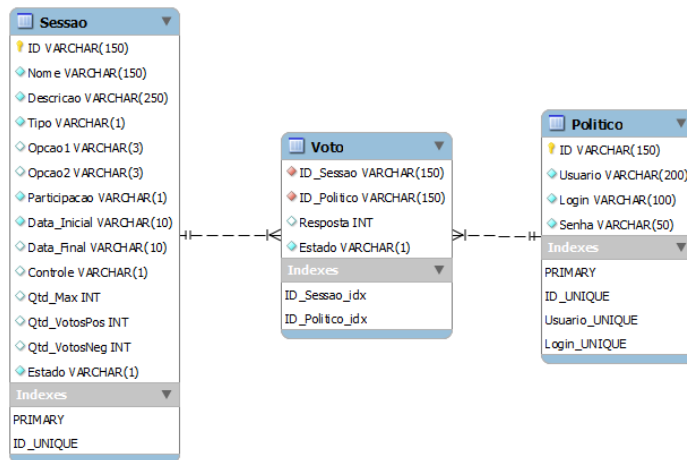 Sessao
ID VARCHAR(150)
Nome VARCHAR(150)
Descricao VARCHAR(250)
Tipo VARCHAR(1)
Opcao1 VARCHAR(3)
Opcao2 VARCHAR(3)
Participacao VARCHAR(1)
Data_Inicial VARCHAR(10)
Data_Final VARCHAR(10)
Controle VARCHAR(1)
Qtd_Max INT
Qtd_VotosPos INT
Qtd_VotosNeg INT
Estado VARCHAR(1)
Indexes
PRIMARY
ID_UNIQUE
Voto
ID_Sessao VARCHAR(150)
ID_Politico VARCHAR(150)
Resposta INT
Estado VARCHAR(1)
Indexes
ID_Sessao_idx
ID_Politico_idx
Politico
ID VARCHAR(150)
Usuario VARCHAR(200)
Login VARCHAR(100)
Senha VARCHAR(50)
Indexes
PRIMARY
ID_UNIQUE
Usuario_UNIQUE
Login_UNIQUE